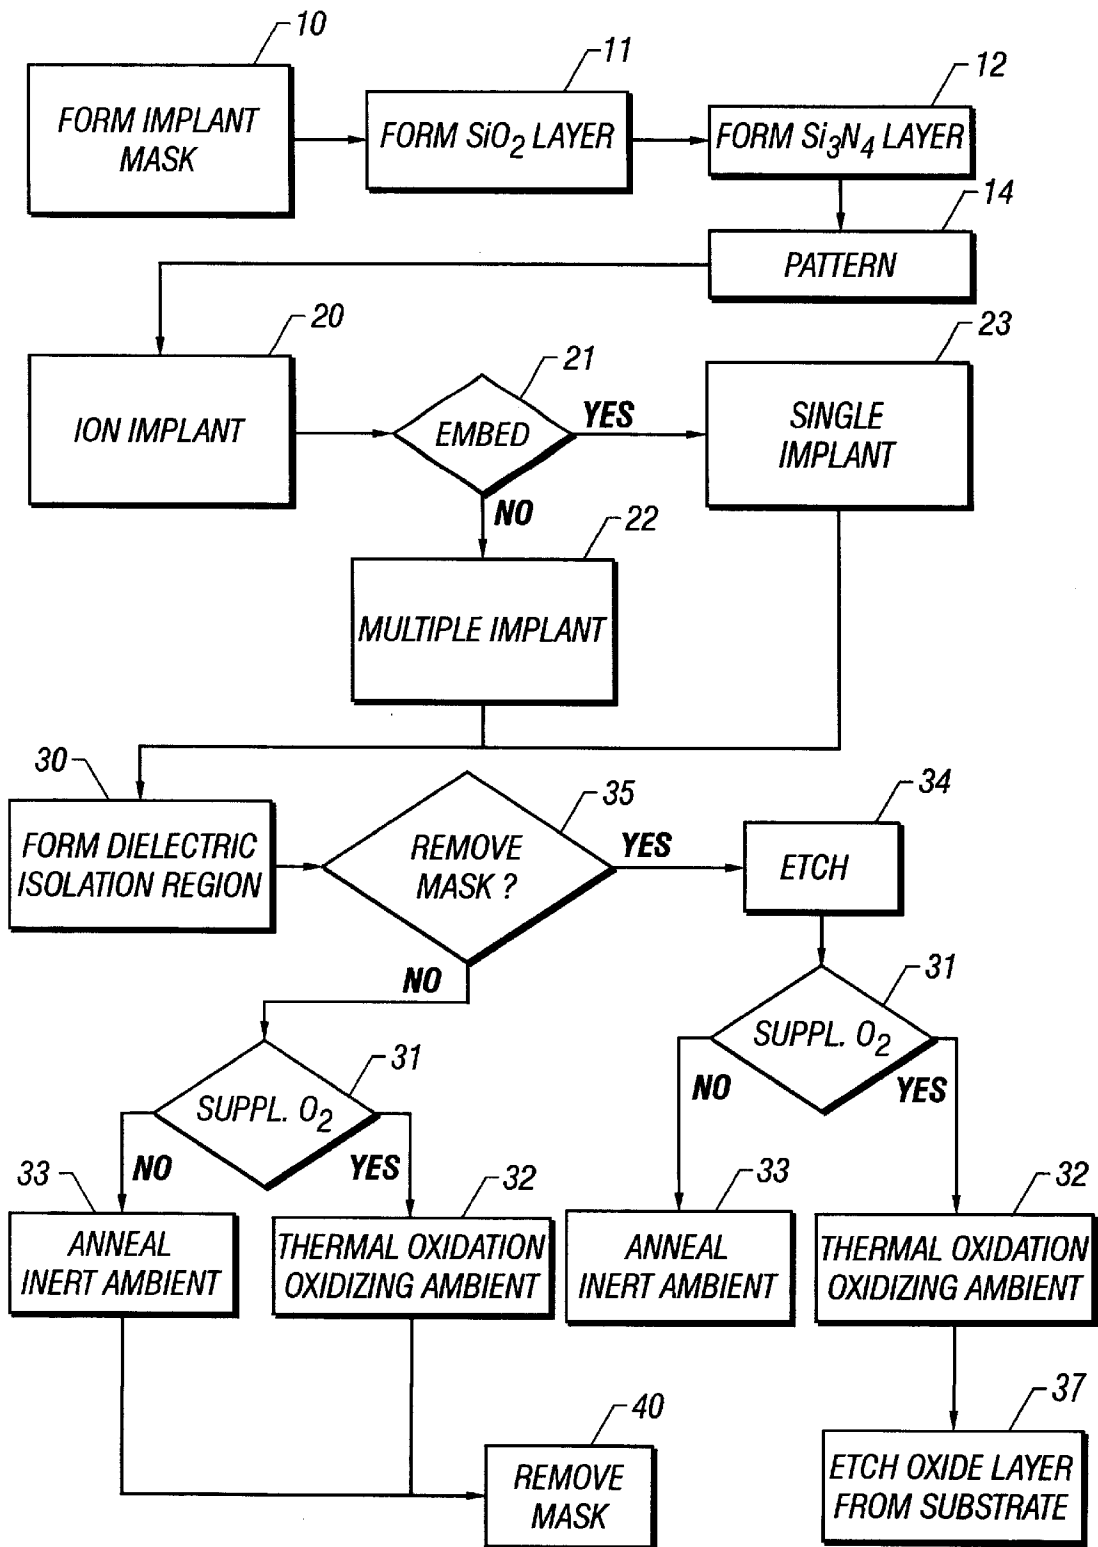 10
FORM IMPLANT
MASK
11
FORM SiO₂ LAYER
12
FORM Si₃N₄ LAYER
14
PATTERN
20
ION IMPLANT
21
EMBED
YES
NO
23
SINGLE
IMPLANT
22
MULTIPLE IMPLANT
30
FORM DIELECTRIC
ISOLATION REGION
35
REMOVE
MASK ?
YES
NO
34
ETCH
31
SUPPL. O₂
NO
YES
31
SUPPL. O₂
NO
YES
33
ANNEAL
INERT AMBIENT
32
THERMAL OXIDATION
OXIDIZING AMBIENT
33
ANNEAL
INERT AMBIENT
32
THERMAL OXIDATION
OXIDIZING AMBIENT
40
REMOVE
MASK
37
ETCH OXIDE LAYER
FROM SUBSTRATE